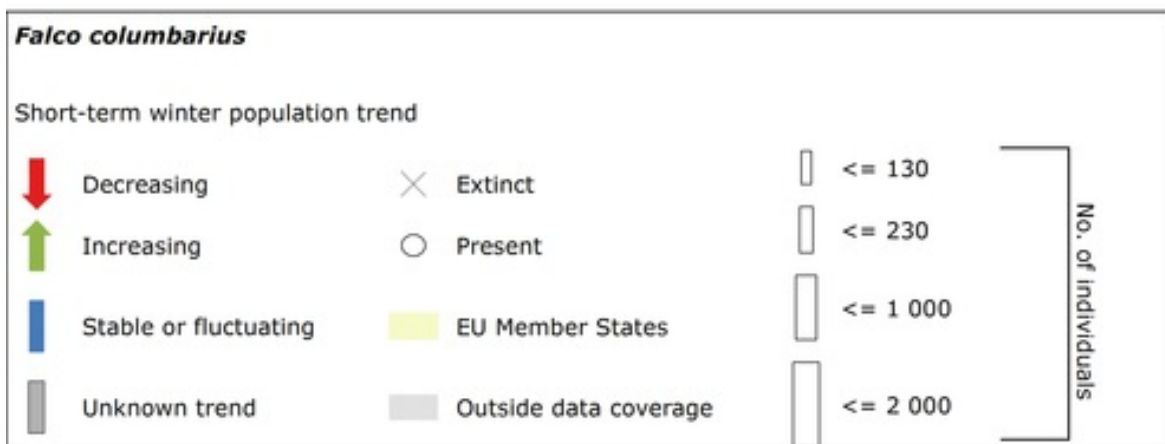 Falco columbarius
Short-term winter population trend
Decreasing
Increasing
Stable or fluctuating
Unknown trend
Extinct
Present
EU Member States
Outside data coverage
<= 130
<= 230
<= 1 000
<= 2 000
No. of individuals